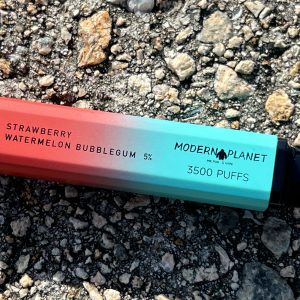 STRAWBERRY
WATERMELON BUBBLEGUM 5%
MODERN PLANET
3500 PUFFS